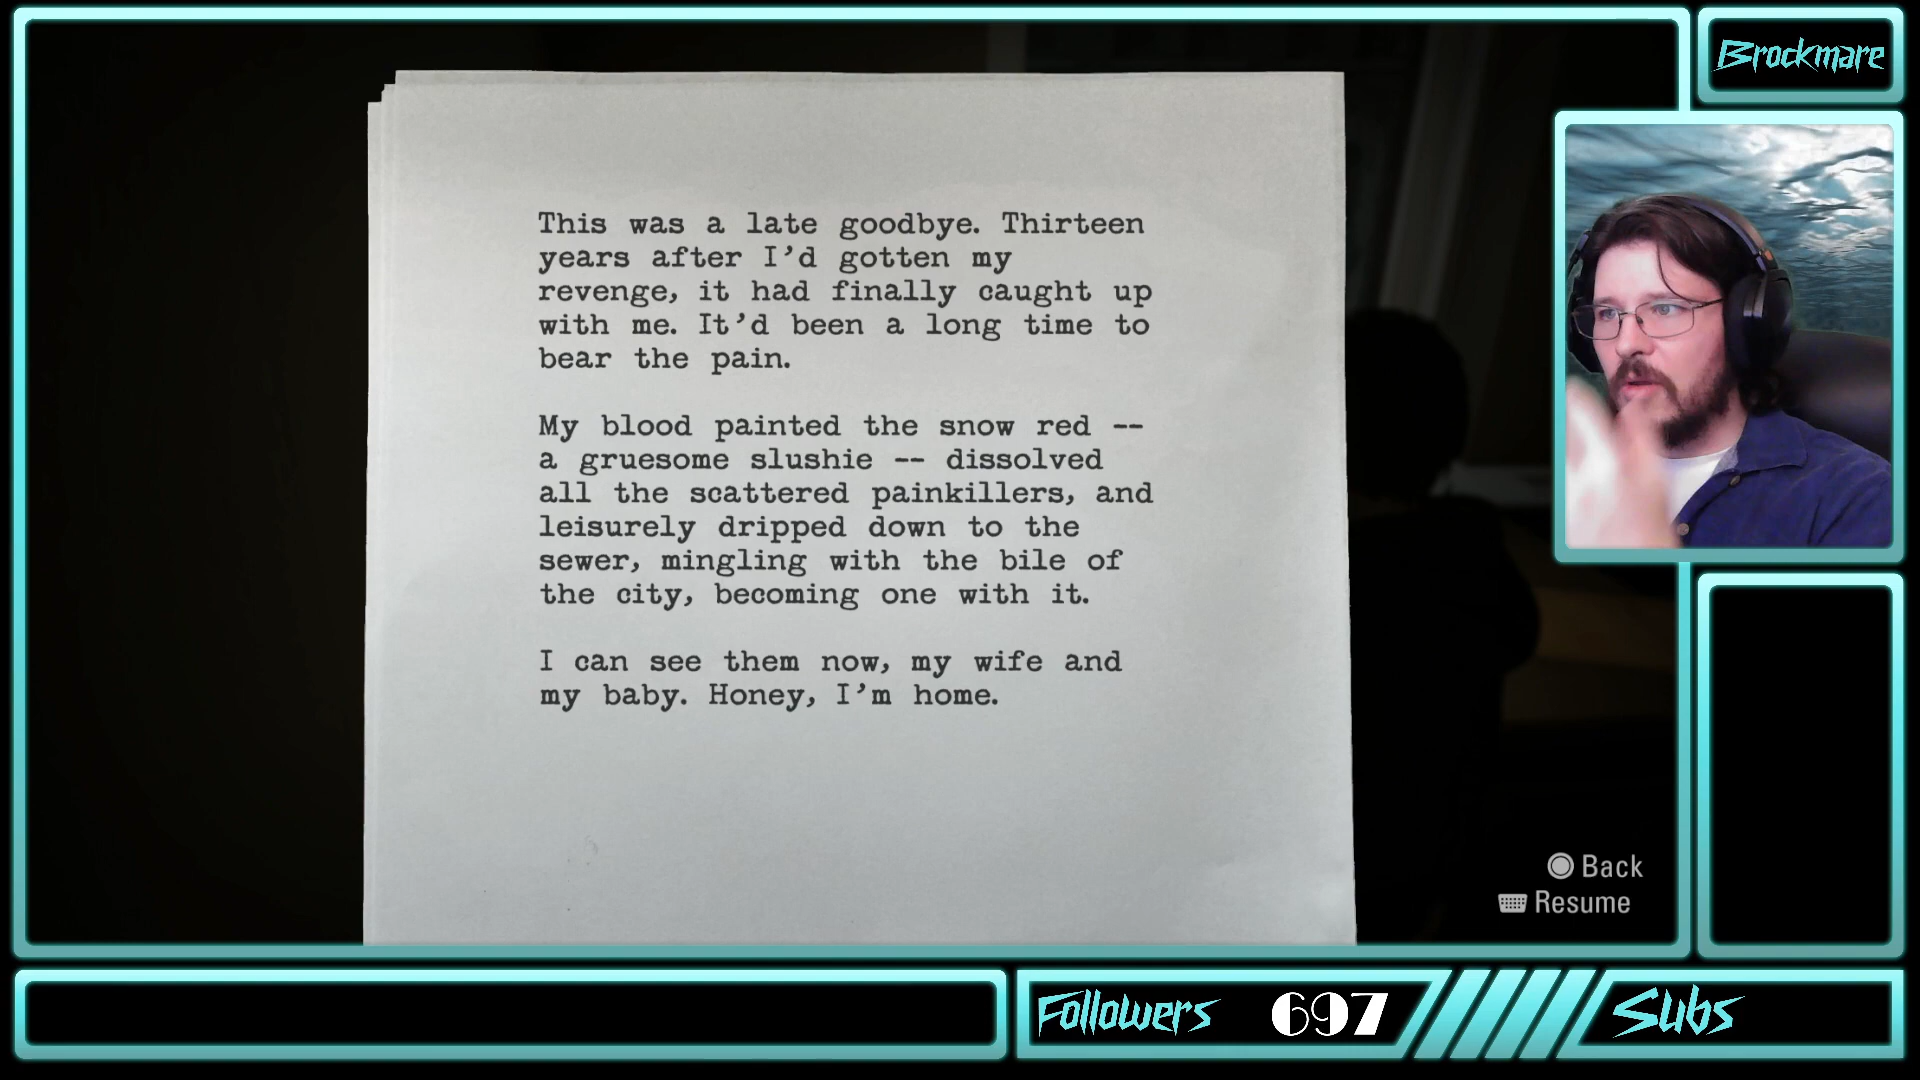 Brockmare
This was a late goodbye. Thirteen
years after I'd gotten my
revenge, it had finally caught up
with me. It'd been a long time to
bear the pain.
My blood painted the snow red --
a gruesome slushie -- dissolved
all the scattered painkillers, and
leisurely dripped down to the
sewer, mingling with the bile of
the city, becoming one with it.
I can see them now, my wife and
my baby. Honey, I'm home.
Back
Resume
Followers 697
Subs